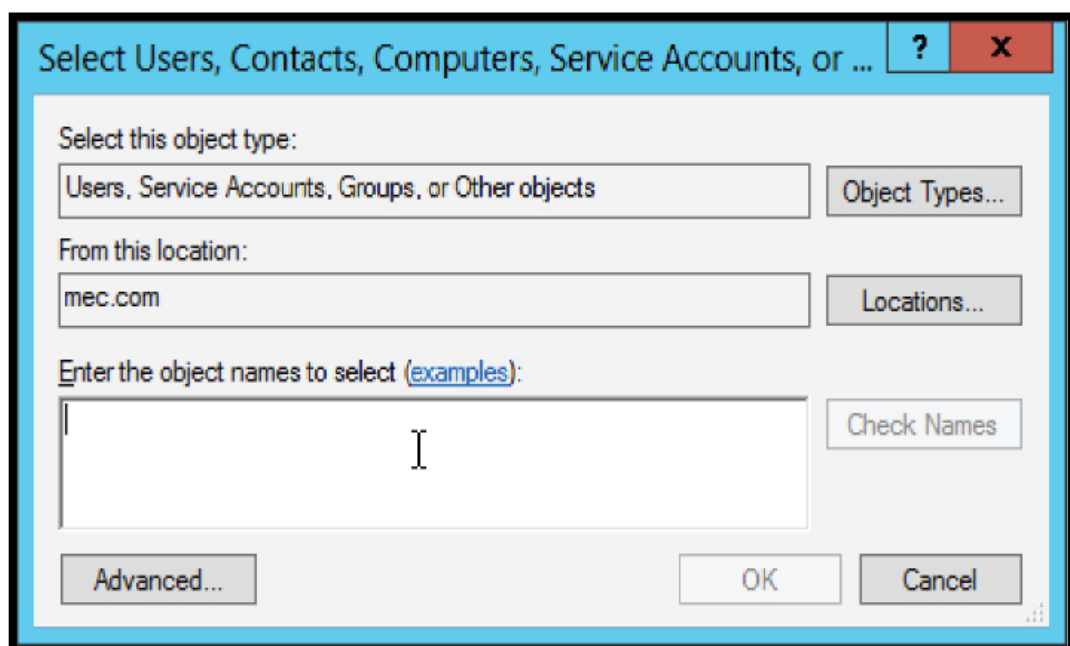 Select Users, Contacts, Computers, Service Accounts, or ... ? x
Select this object type:
Users, Service Accounts, Groups, or Other objects
Object Types...
From this location:
mec.com
Locations...
Enter the object names to select (examples):
Check Names
Advanced...
OK
Cancel